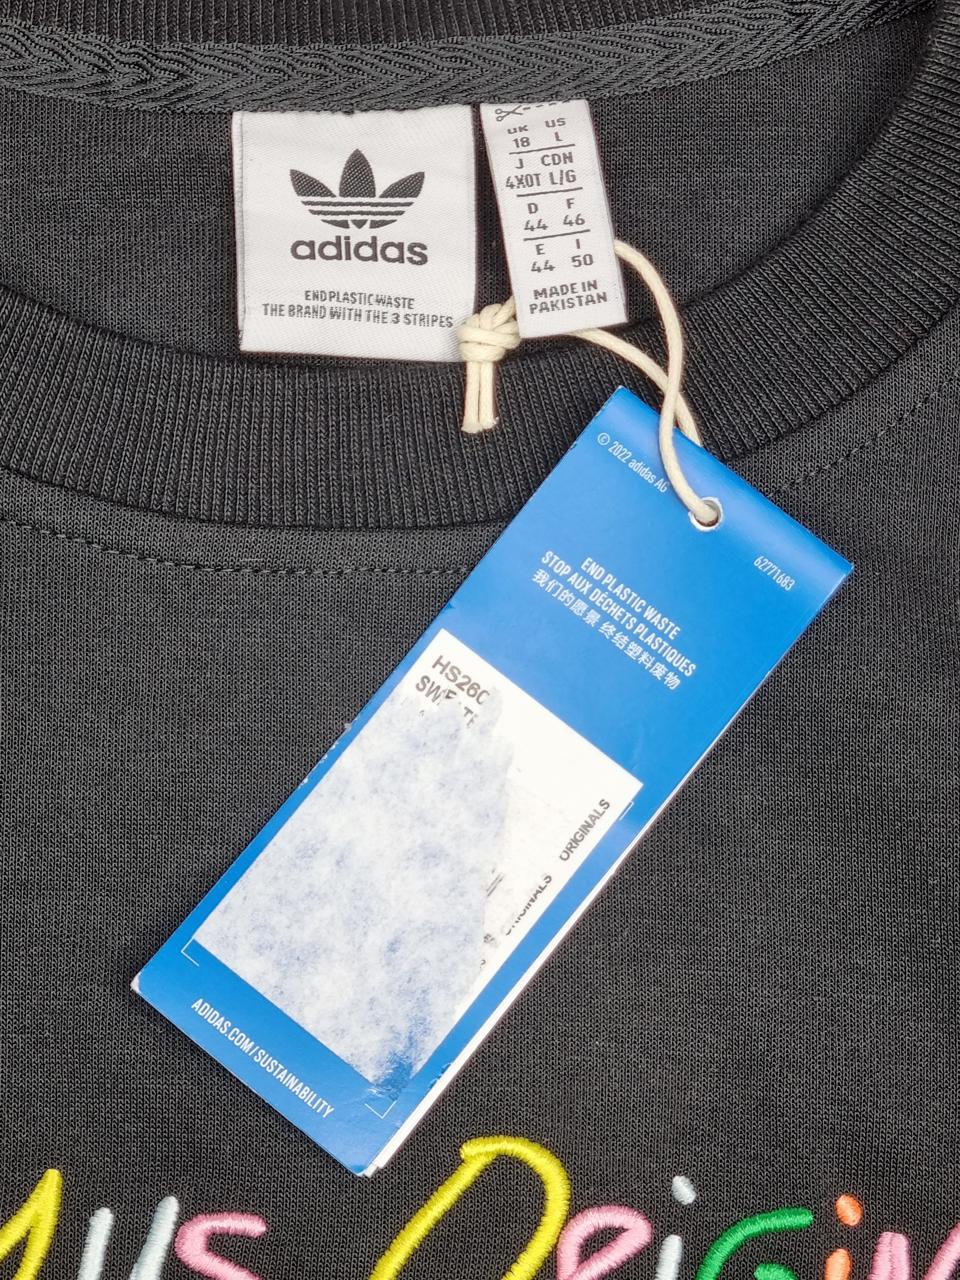 adidas
END PLASTIC WASTE
THE BRAND WITH THE 3 STRIPES
UK US
18 L
J CDN
4XOT L/G
D F
44 46
E I
44 50
MADE IN
PAKISTAN
© 2022 adidas AG
62771683
END PLASTIC WASTE
STOP AUX DÉCHETS PLASTIQUES
我们的愿景 终结塑料废物
ORIGINALS
ADIDAS.COM/SUSTAINABILITY